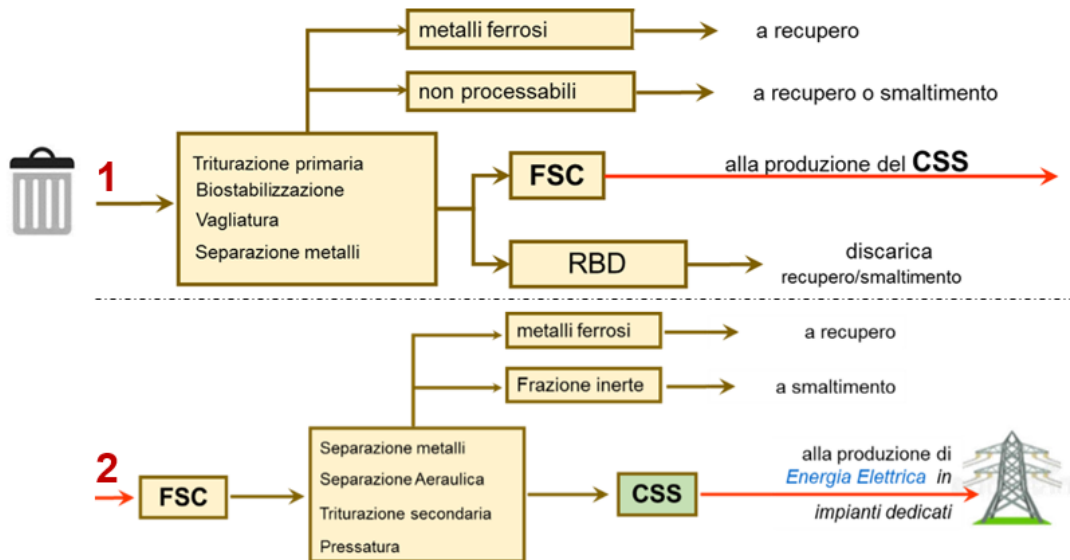 metalli ferrosi
a recupero
non processabili
a recupero o smaltimento
1
Triturazione primaria
Biostabilizzazione
Vagliatura
Separazione metalli
FSC
alla produzione del CSS
RBD
discarica
recupero/smaltimento
metalli ferrosi
a recupero
Frazione inerte
a smaltimento
2
FSC
Separazione metalli
Separazione Aeraulica
Triturazione secondaria
Pressatura
CSS
alla produzione di
Energia Elettrica in
impianti dedicati